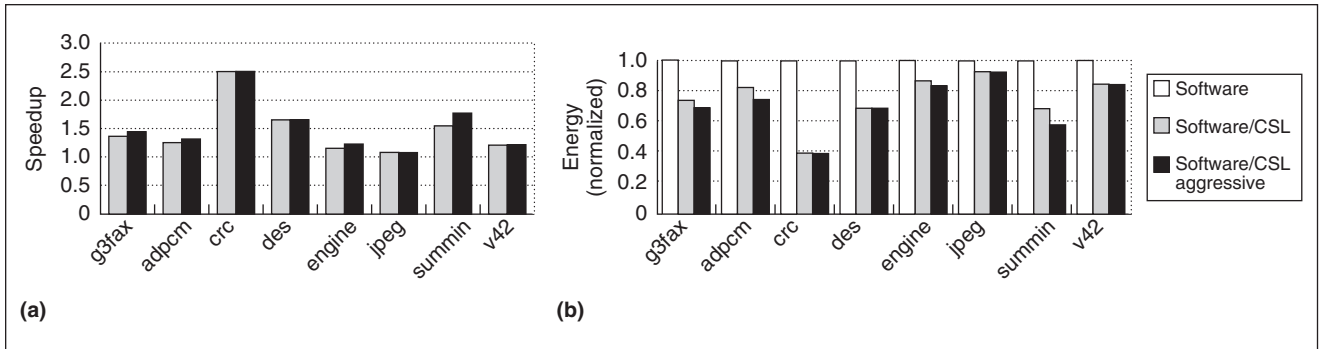 3.0
2.5
2.0
1.5
1.0
0.5
0
Speedup
g3fax
adpcm
crc
des
engine
jpeg
summin
v42
(a)
1.0
0.8
0.6
0.4
0.2
0
Energy
(normalized)
g3fax
adpcm
crc
des
engine
jpeg
summin
v42
(b)
Software
Software/CSL
Software/CSL
aggressive